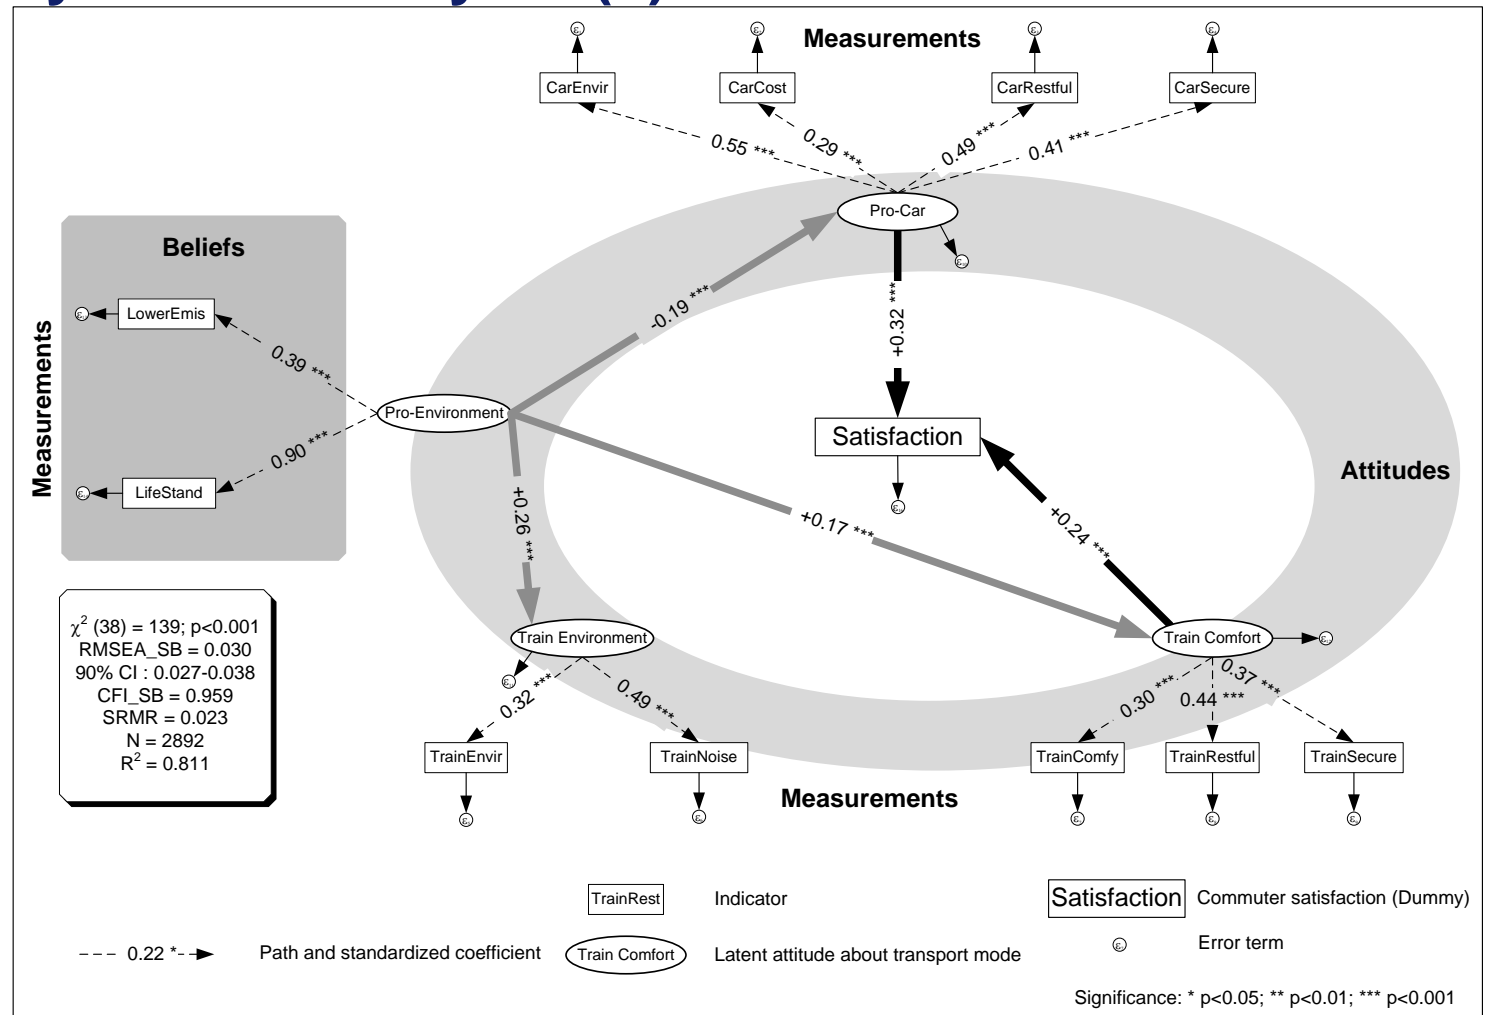 Measurements
CarEnvir
CarCost
CarRestful
CarSecure
0.55 ***
0.29 ***
0.49 ***
0.41 ***
Pro-Car
Beliefs
Measurements
LowerEmis
LifeStand
0.39 ***
0.90 ***
Pro-Environment
-0.19 ***
+0.32 ***
Satisfaction
Attitudes
+0.26 ***
+0.17 ***
+0.24 ***
χ² (38) = 139; p<0.001
RMSEA_SB = 0.030
90% CI : 0.027-0.038
CFI_SB = 0.959
SRMR = 0.023
N = 2892
R² = 0.811
Train Environment
Train Comfort
0.32 ***
0.49 ***
0.30 ***
0.44 ***
0.37 ***
TrainEnvir
TrainNoise
TrainComfy
TrainRestful
TrainSecure
Measurements
TrainRest
Indicator
Satisfaction
Commuter satisfaction (Dummy)
0.22 *
Path and standardized coefficient
Train Comfort
Latent attitude about transport mode
Error term
Significance: * p<0.05; ** p<0.01; *** p<0.001